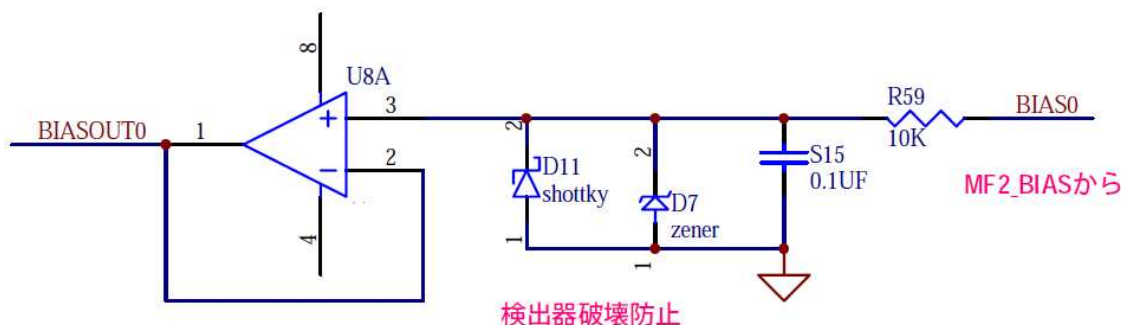 8
U8A
BIASOUT0
1
3
2
4
2
D11
shottky
1
2
D7
zener
1
S15
0.1UF
R59
10K
BIAS0
MF2_BIASから
検出器破壊防止